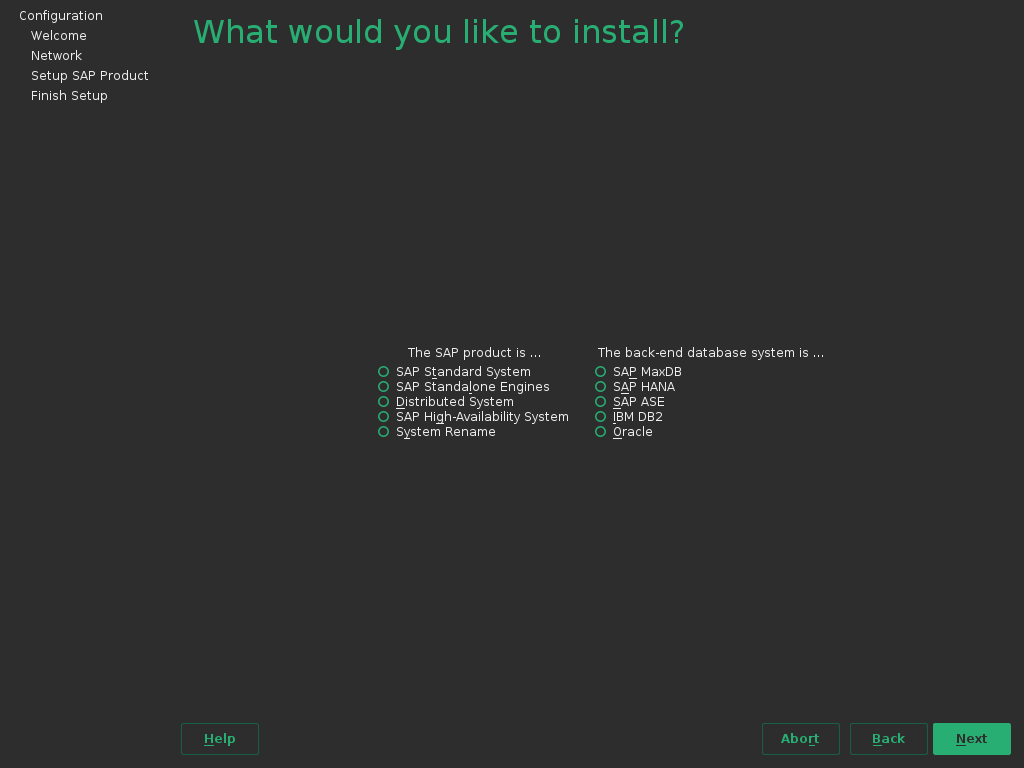 Configuration
Welcome
Network
Setup SAP Product
Finish Setup
What would you like to install?
The SAP product is ...
SAP Standard System
SAP Standalone Engines
Distributed System
SAP High-Availability System
System Rename
The back-end database system is ...
SAP MaxDB
SAP HANA
SAP ASE
IBM DB2
Oracle
Help
Abort
Back
Next